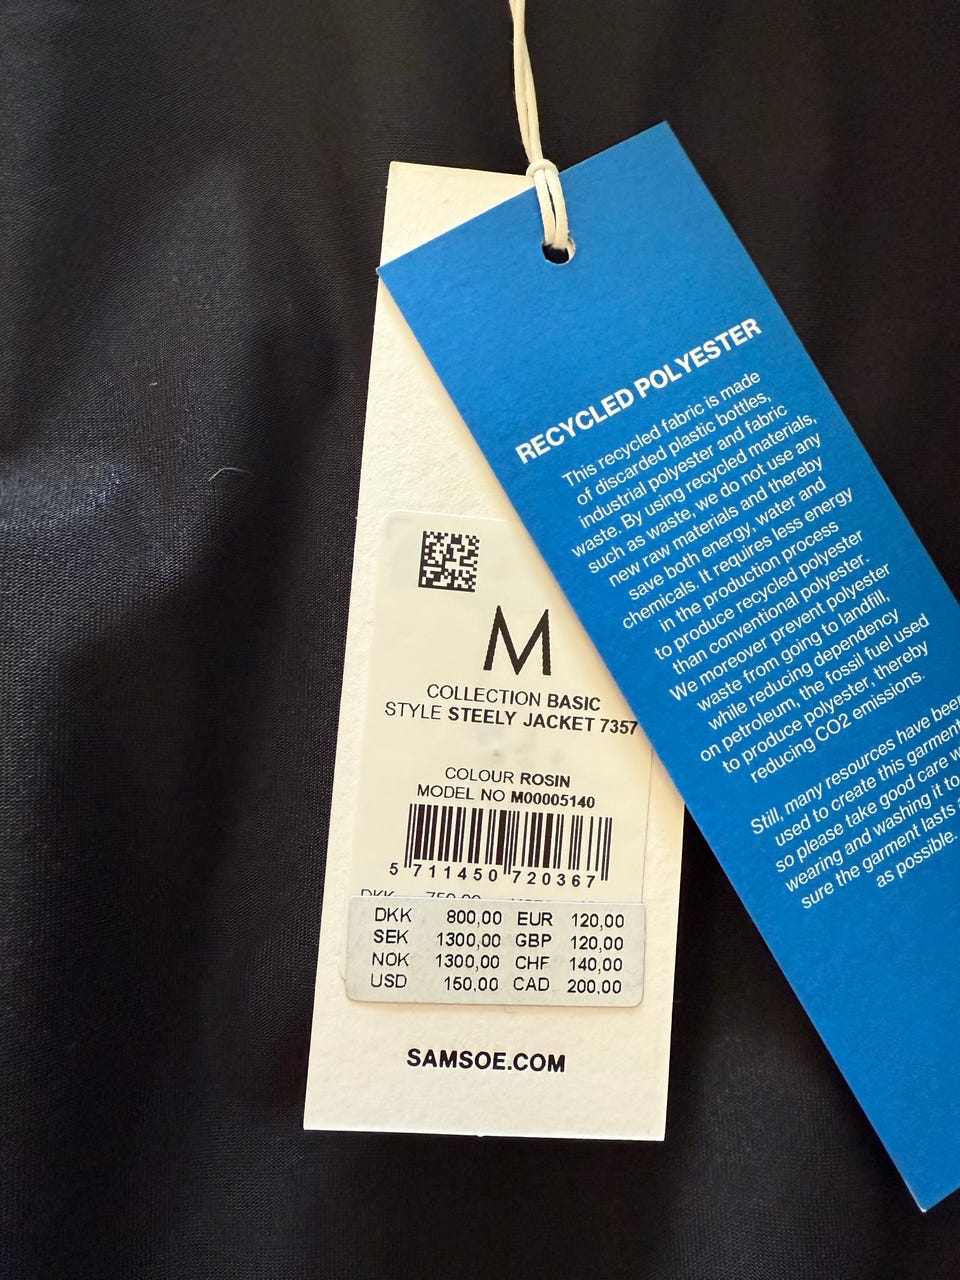 M
COLLECTION BASIC
STYLE STEELY JACKET 7357
COLOUR ROSIN
MODEL NO M00005140
5 711450 720367
DKK 750,00
DKK 800,00 EUR 120,00
SEK 1300,00 GBP 120,00
NOK 1300,00 CHF 140,00
USD 150,00 CAD 200,00
SAMSOE.COM
RECYCLED POLYESTER
This recycled fabric is made
of discarded plastic bottles,
industrial polyester and fabric
waste. By using recycled materials,
such as waste, we do not use any
new raw materials and thereby
save both energy, water and
chemicals. It requires less energy
in the production process
to produce recycled polyester
than conventional polyester.
We moreover prevent polyester
waste from going to landfill,
while reducing dependency
on petroleum, the fossil fuel used
to produce polyester, thereby
reducing CO2 emissions.
Still, many resources have been
used to create this garment
so please take good care
wearing and washing it to
sure the garment lasts
as possible.